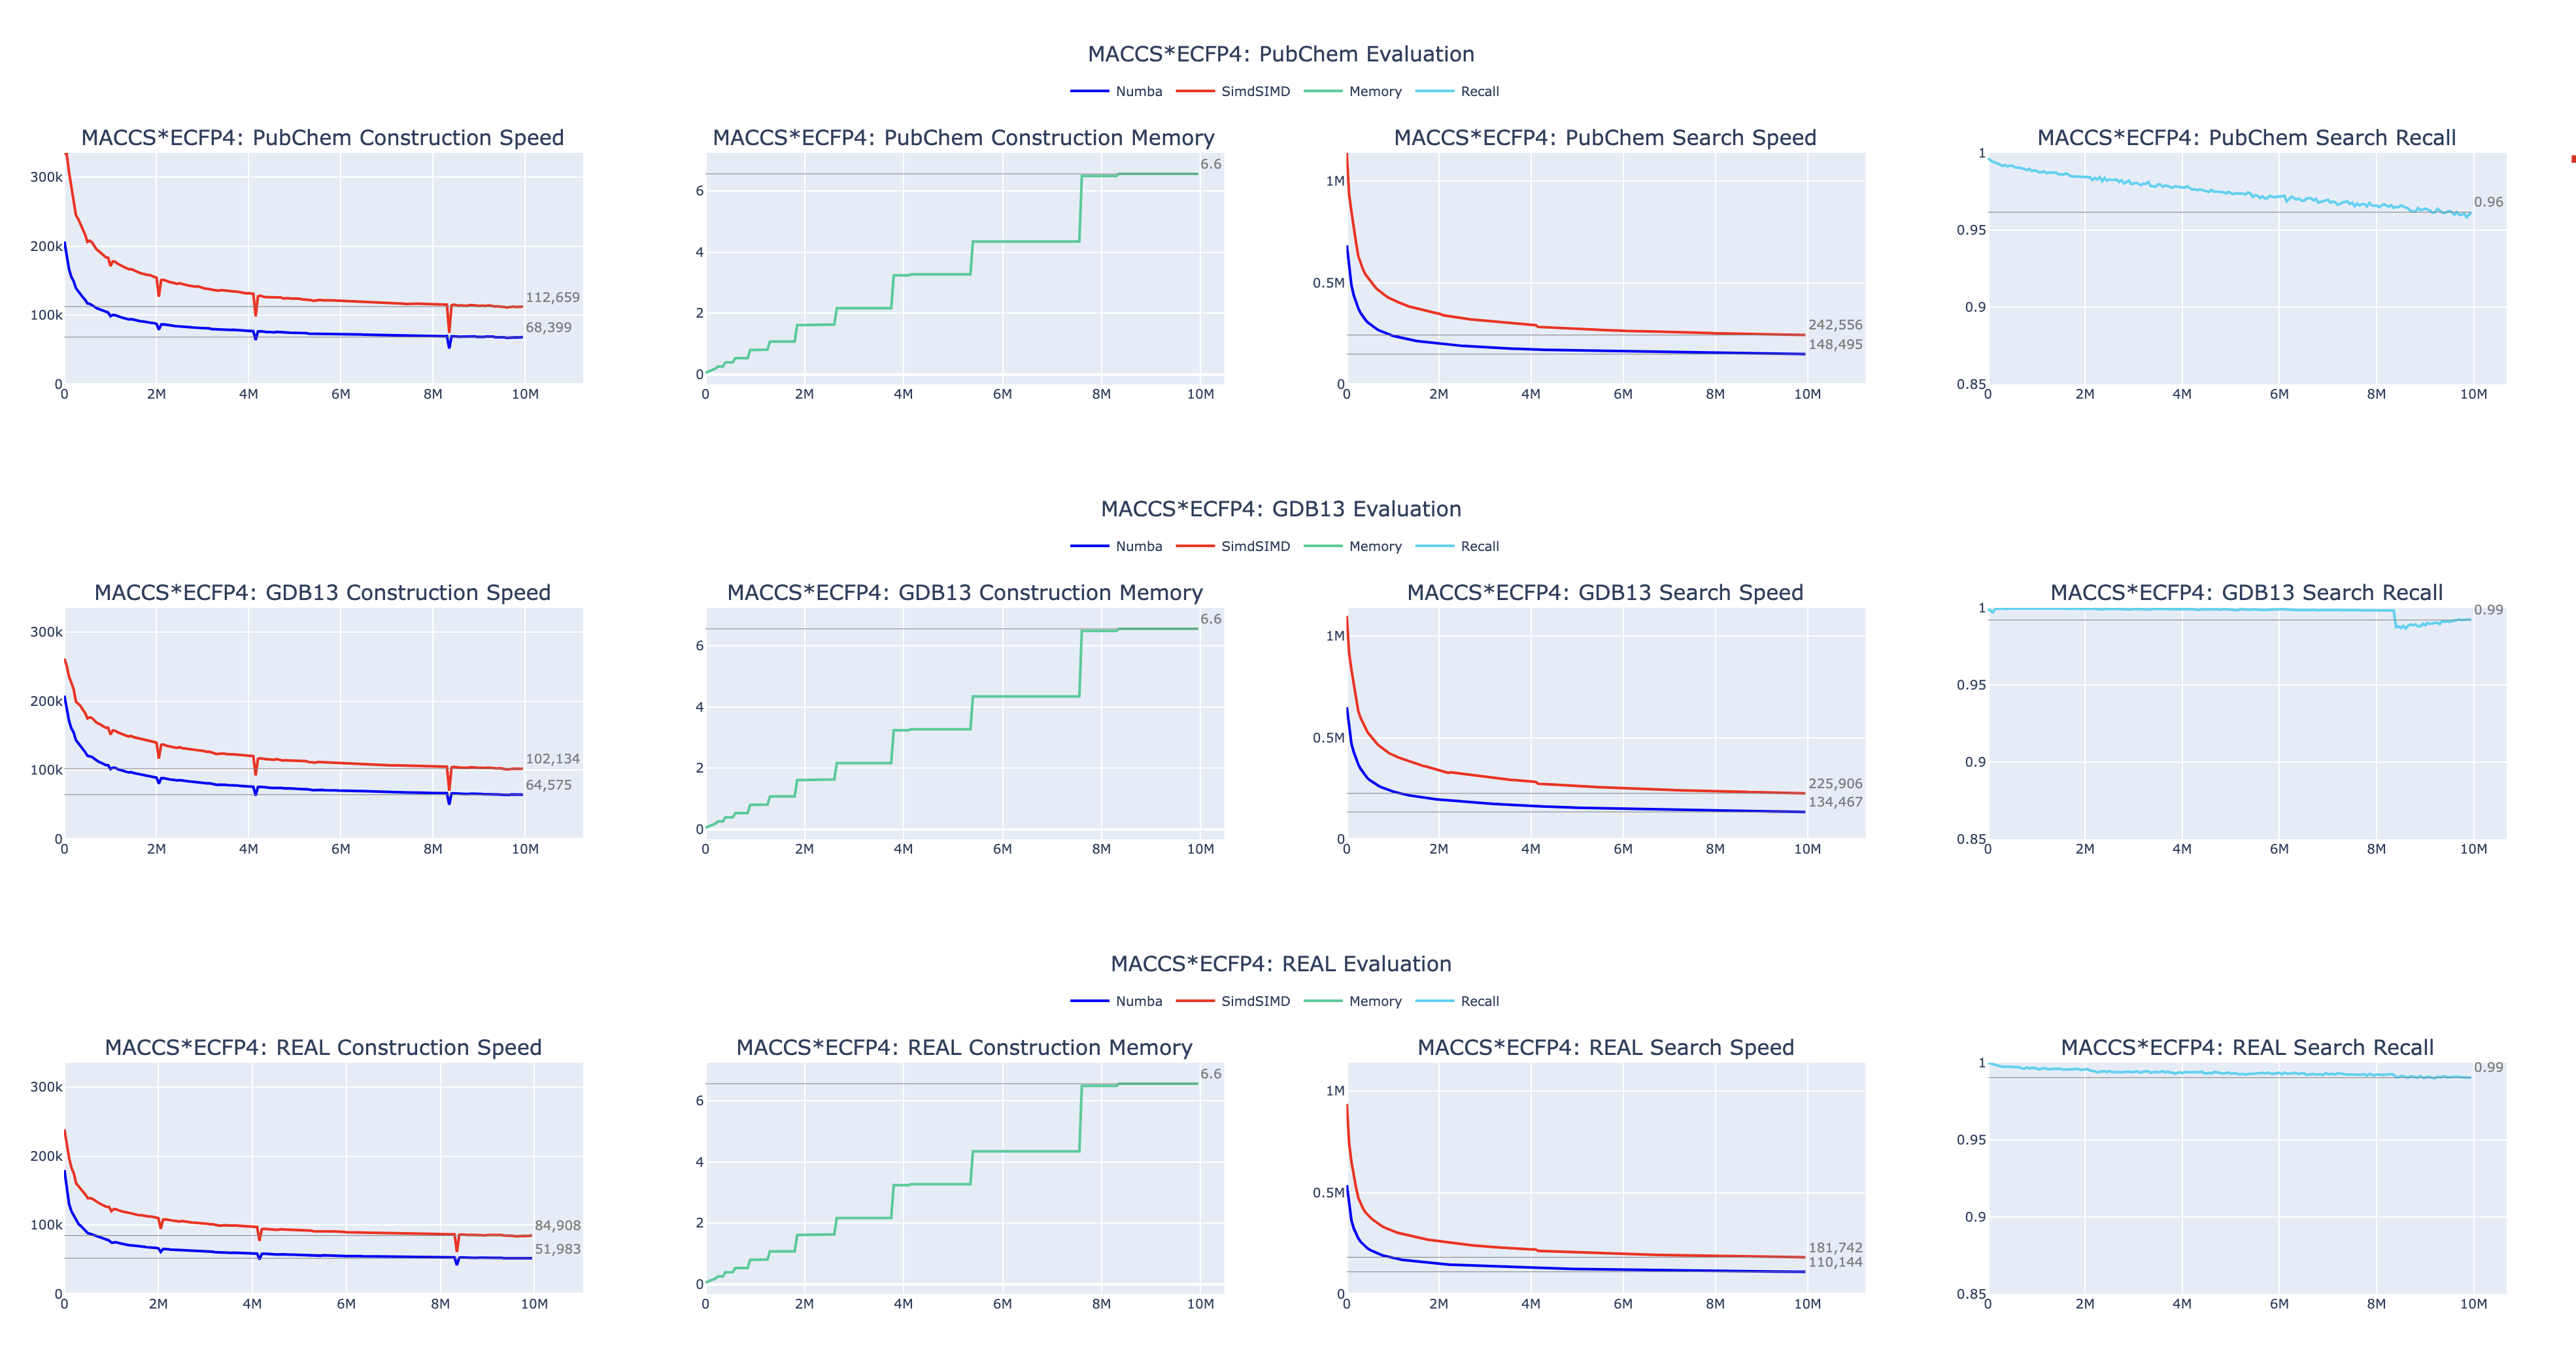 MACCS*ECFP4: PubChem Evaluation
Numba SimdSIMD Memory Recall
MACCS*ECFP4: PubChem Construction Speed
300k
200k
100k
0
112,659
68,399
0 2M 4M 6M 8M 10M
MACCS*ECFP4: PubChem Construction Memory
6.6
6
4
2
0
0 2M 4M 6M 8M 10M
MACCS*ECFP4: PubChem Search Speed
1M
0.5M
0
242,556
148,495
0 2M 4M 6M 8M 10M
MACCS*ECFP4: PubChem Search Recall
1
0.95
0.9
0.85
0.96
0 2M 4M 6M 8M 10M
MACCS*ECFP4: GDB13 Evaluation
Numba SimdSIMD Memory Recall
MACCS*ECFP4: GDB13 Construction Speed
300k
200k
100k
0
102,134
64,575
0 2M 4M 6M 8M 10M
MACCS*ECFP4: GDB13 Construction Memory
6.6
6
4
2
0
0 2M 4M 6M 8M 10M
MACCS*ECFP4: GDB13 Search Speed
1M
0.5M
0
225,906
134,467
0 2M 4M 6M 8M 10M
MACCS*ECFP4: GDB13 Search Recall
1
0.95
0.9
0.85
0.99
0 2M 4M 6M 8M 10M
MACCS*ECFP4: REAL Evaluation
Numba SimdSIMD Memory Recall
MACCS*ECFP4: REAL Construction Speed
300k
200k
100k
0
84,908
51,983
0 2M 4M 6M 8M 10M
MACCS*ECFP4: REAL Construction Memory
6.6
6
4
2
0
0 2M 4M 6M 8M 10M
MACCS*ECFP4: REAL Search Speed
1M
0.5M
0
181,742
110,144
0 2M 4M 6M 8M 10M
MACCS*ECFP4: REAL Search Recall
1
0.95
0.9
0.85
0.99
0 2M 4M 6M 8M 10M